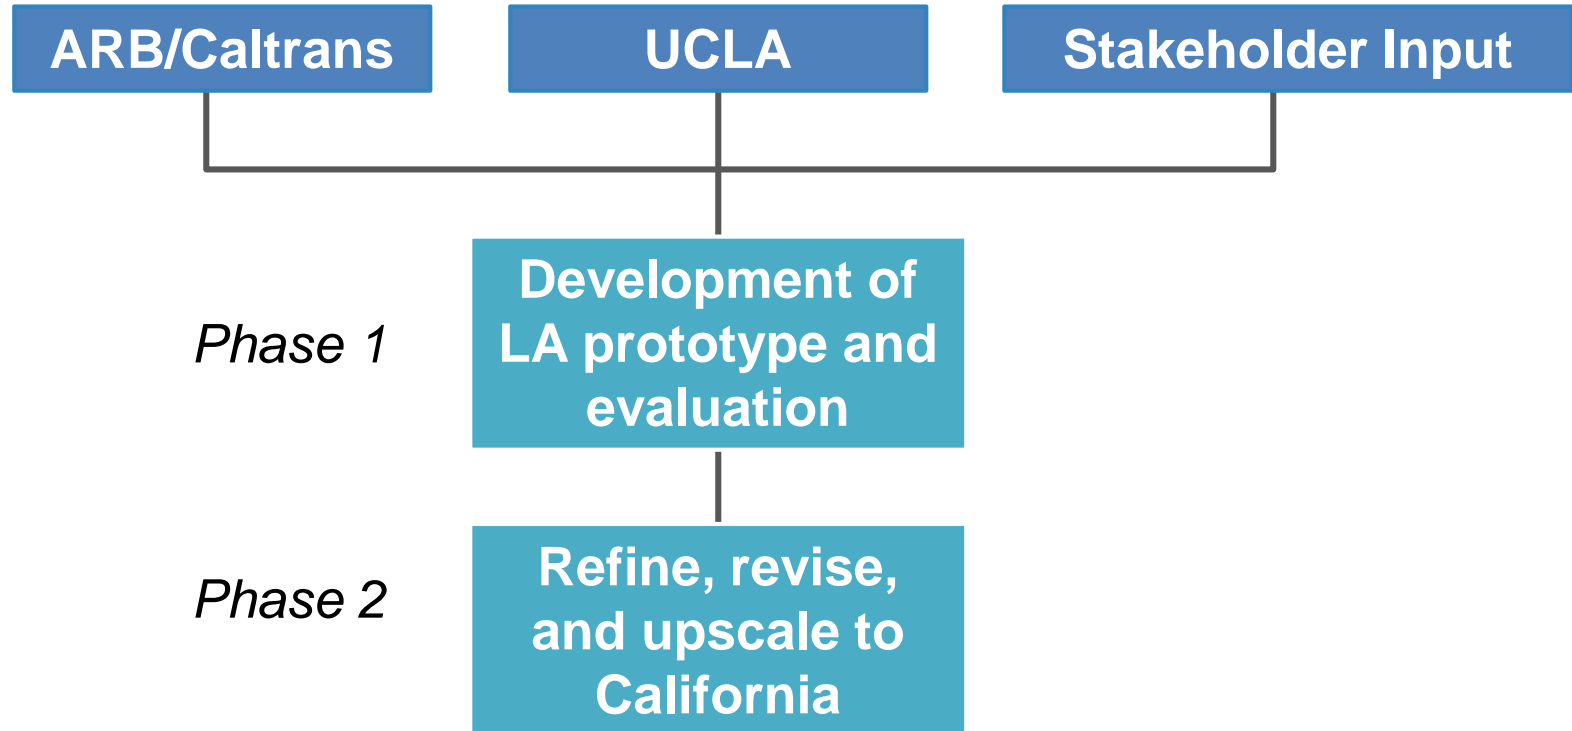 ARB/Caltrans
UCLA
Stakeholder Input
Phase 1
Development of
LA prototype and
evaluation
Phase 2
Refine, revise,
and upscale to
California